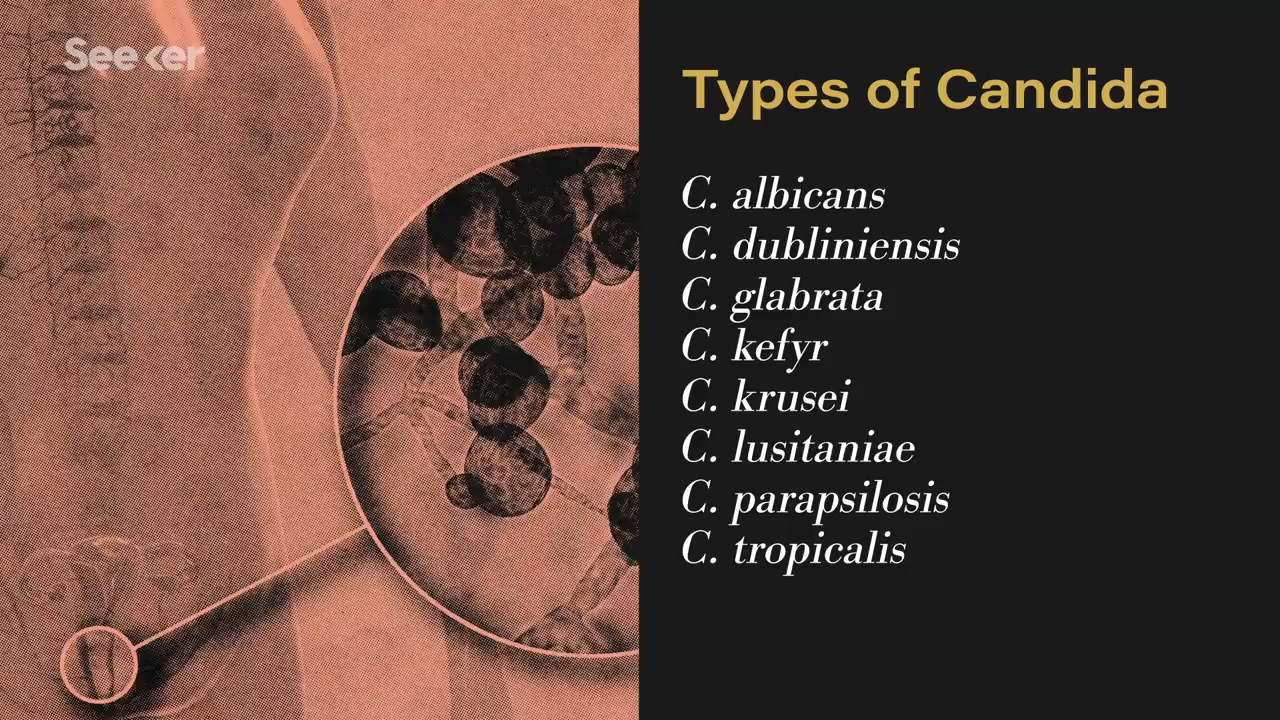 Seeker
Types of Candida
C. albicans
C. dubliniensis
C. glabrata
C. kefyr
C. krusei
C. lusitaniae
C. parapsilosis
C. tropicalis